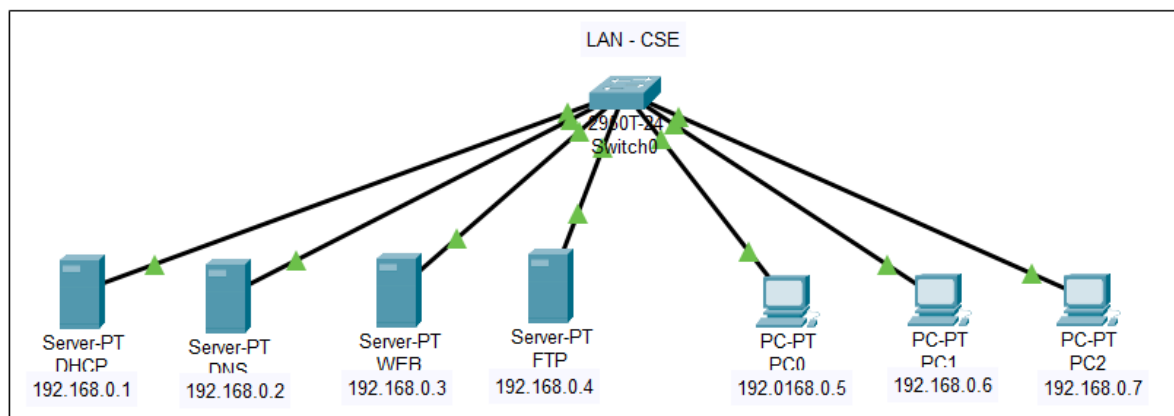 LAN - CSE
2950T-24
Switch0
Server-PT
DHCP
192.168.0.1
Server-PT
DNS
192.168.0.2
Server-PT
WEB
192.168.0.3
Server-PT
FTP
192.168.0.4
PC-PT
PC0
192.0168.0.5
PC-PT
PC1
192.168.0.6
PC-PT
PC2
192.168.0.7